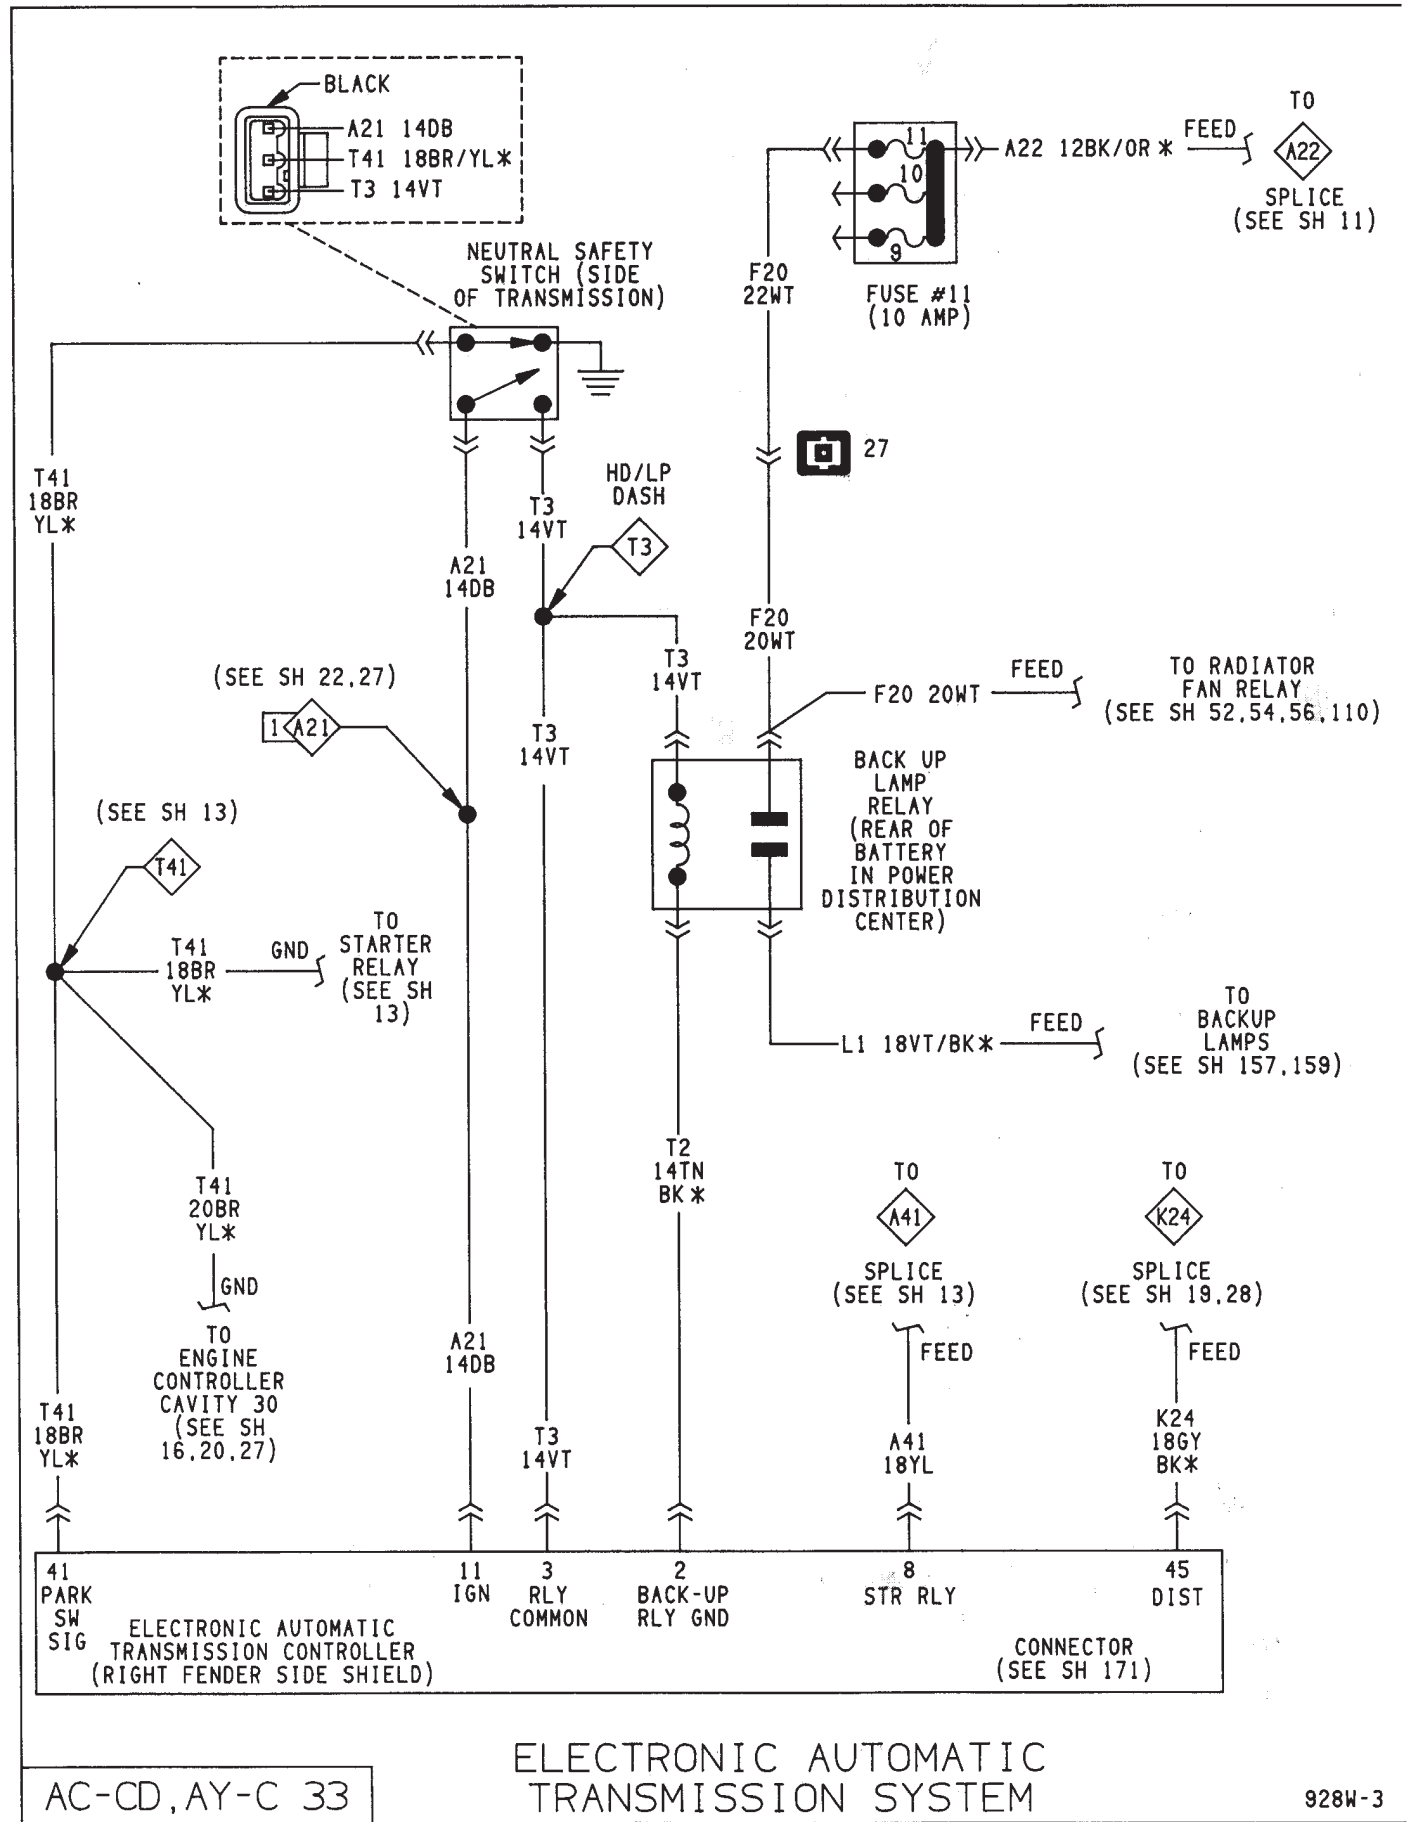 BLACK
A21 14DB
T41 18BR/YL*
T3 14VT
NEUTRAL SAFETY
SWITCH (SIDE
OF TRANSMISSION)
11
10
9
FUSE #11
(10 AMP)
A22 12BK/OR *
FEED
TO
A22
SPLICE
(SEE SH 11)
F20
22WT
27
T41
18BR
YL*
HD/LP
DASH
T3
T3
14VT
A21
14DB
F20
20WT
T3
14VT
FEED
F20 20WT
TO RADIATOR
FAN RELAY
(SEE SH 52,54,56,110)
(SEE SH 22,27)
1
A21
T3
14VT
BACK UP
LAMP
RELAY
(REAR OF
BATTERY
IN POWER
DISTRIBUTION
CENTER)
(SEE SH 13)
T41
T41
18BR
YL*
GND
TO
STARTER
RELAY
(SEE SH
13)
L1 18VT/BK*
FEED
TO
BACKUP
LAMPS
(SEE SH 157,159)
T2
14TN
BK *
T41
20BR
YL*
GND
TO
ENGINE
CONTROLLER
CAVITY 30
(SEE SH
16,20,27)
TO
A41
SPLICE
(SEE SH 13)
FEED
A41
18YL
TO
K24
SPLICE
(SEE SH 19,28)
FEED
K24
18GY
BK*
A21
14DB
T41
18BR
YL*
T3
14VT
41
PARK
SW
SIG
11
IGN
3
RLY
COMMON
2
BACK-UP
RLY GND
8
STR RLY
45
DIST
ELECTRONIC AUTOMATIC
TRANSMISSION CONTROLLER
(RIGHT FENDER SIDE SHIELD)
CONNECTOR
(SEE SH 171)
AC-CD,AY-C 33
ELECTRONIC AUTOMATIC
TRANSMISSION SYSTEM
928W-3